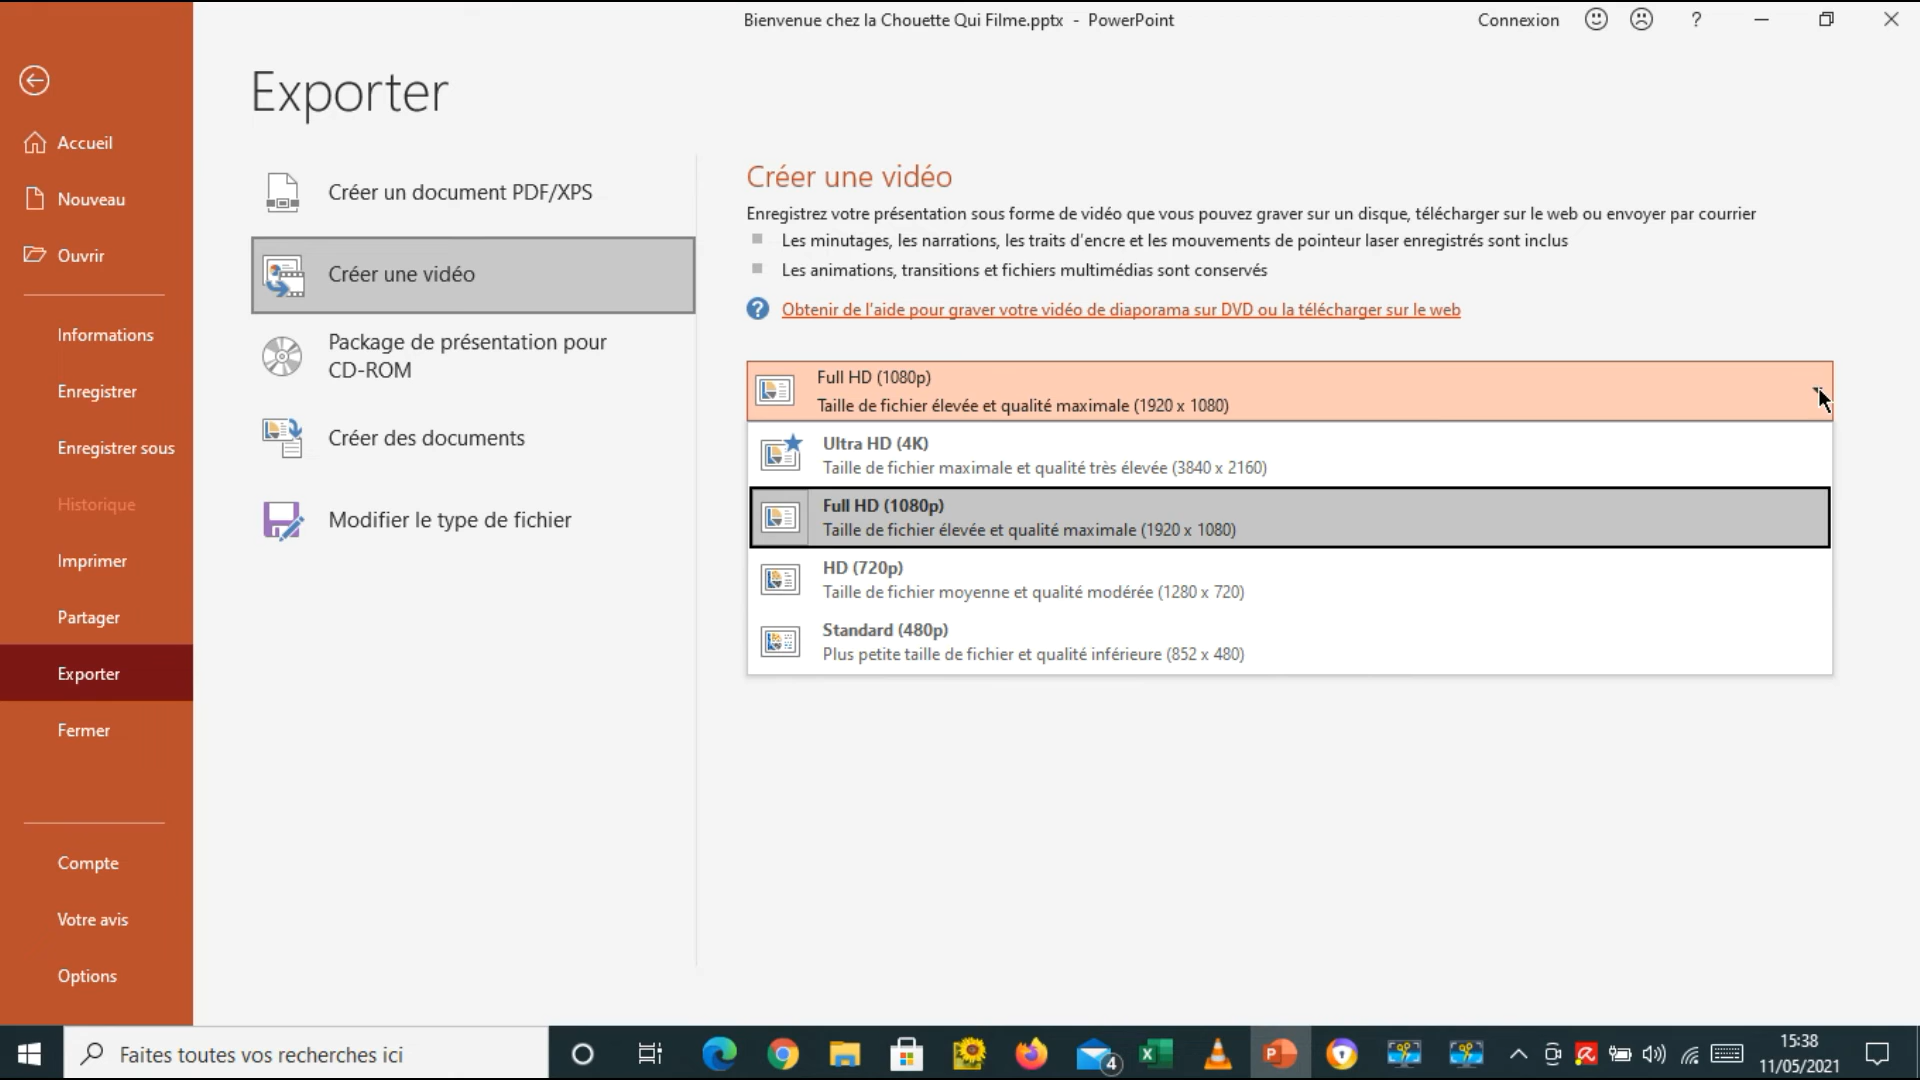 Bienvenue chez la Chouette Qui Filme.pptx - PowerPoint
Connexion
?
Accueil
Nouveau
Ouvrir
Informations
Enregistrer
Enregistrer sous
Historique
Imprimer
Partager
Exporter
Fermer
Compte
Votre avis
Options
Exporter
Créer un document PDF/XPS
Créer une vidéo
Package de présentation pour
CD-ROM
Créer des documents
Modifier le type de fichier
Créer une vidéo
Enregistrez votre présentation sous forme de vidéo que vous pouvez graver sur un disque, télécharger sur le web ou envoyer par courrier
Les minutages, les narrations, les traits d'encre et les mouvements de pointeur laser enregistrés sont inclus
Les animations, transitions et fichiers multimédias sont conservés
? Obtenir de l'aide pour graver votre vidéo de diaporama sur DVD ou la télécharger sur le web
Full HD (1080p)
Taille de fichier élevée et qualité maximale (1920 x 1080)
Ultra HD (4K)
Taille de fichier maximale et qualité très élevée (3840 x 2160)
Full HD (1080p)
Taille de fichier élevée et qualité maximale (1920 x 1080)
HD (720p)
Taille de fichier moyenne et qualité modérée (1280 x 720)
Standard (480p)
Plus petite taille de fichier et qualité inférieure (852 x 480)
Faites toutes vos recherches ici
4
15:38
11/05/2021